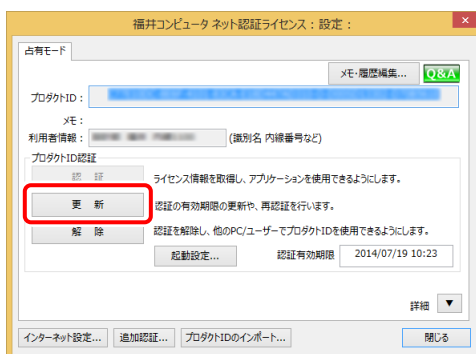 福井コンピュータ ネット認証ライセンス：設定：
×
占有モード
メモ・履歴編集... Q&A
プロダクトID：
メモ：
利用者情報： (識別名 内線番号など)
プロダクトID認証
認　証 ライセンス情報を取得し、アプリケーションを使用できるようにします。
更　新 認証の有効期限の更新や、再認証を行います。
解　除 認証を解除し、他のPC/ユーザーでプロダクトIDを使用できるようにします。
起動設定... 認証有効期限 2014/07/19 10:23
詳細 ▼
インターネット設定... 追加認証... プロダクトIDのインポート... 閉じる